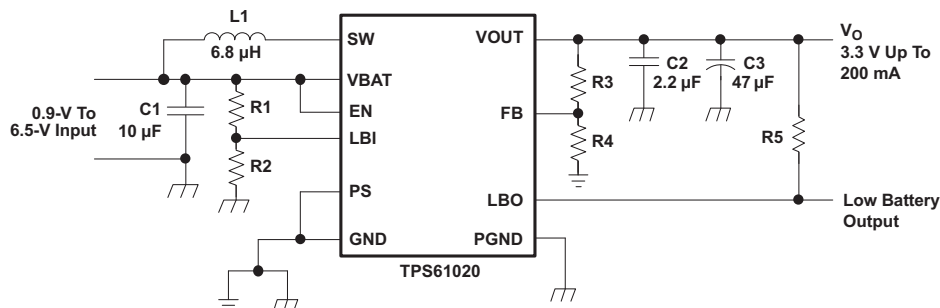 L1
6.8 µH
SW
VOUT
VO
3.3 V Up To
200 mA
VBAT
R3
C2
2.2 µF
C3
47 µF
0.9-V To
6.5-V Input
C1
10 µF
R1
EN
FB
LBI
R4
R5
R2
PS
LBO
Low Battery
Output
GND
PGND
TPS61020